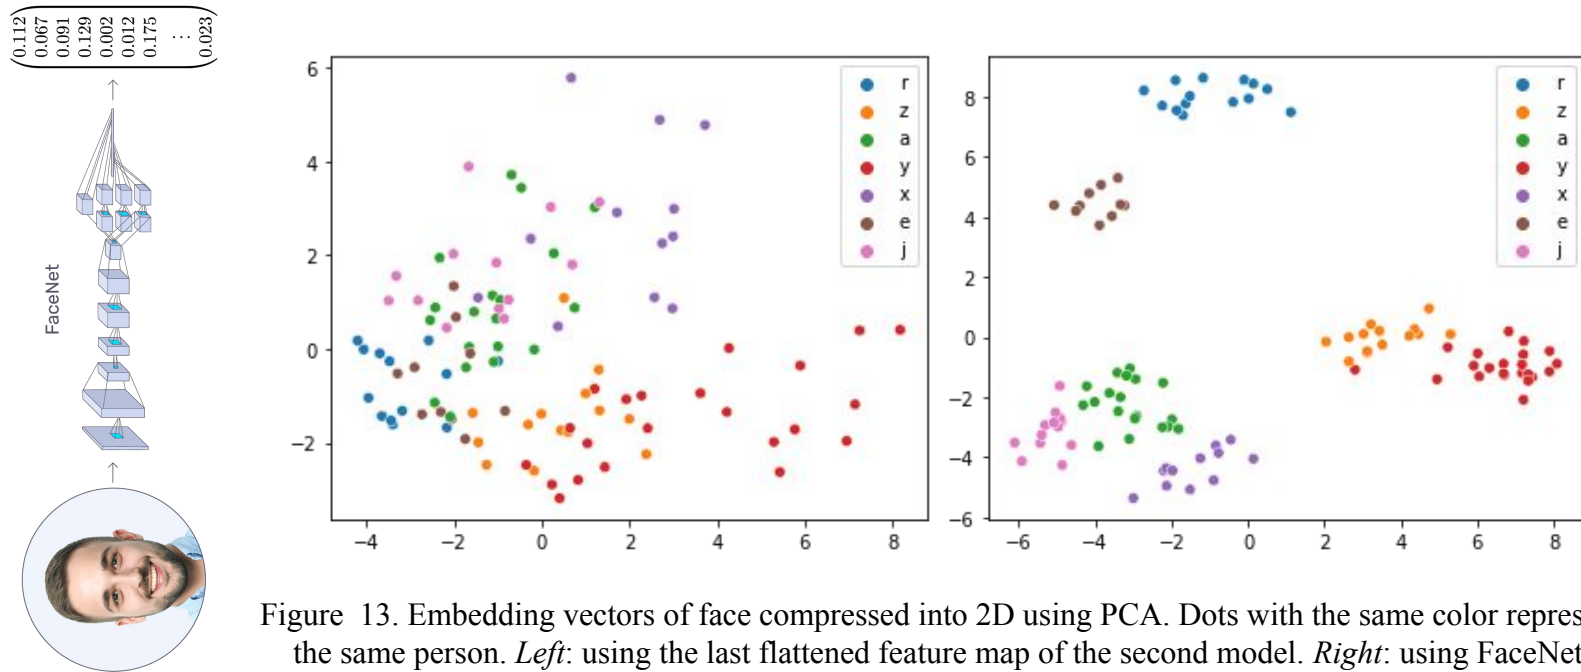 0.112
0.067
0.091
0.129
0.002
0.012
0.175
...
0.023
FaceNet
6
4
2
0
−2
−4
−2
0
2
4
6
8
r
z
a
y
x
e
j
8
6
4
2
0
−2
−4
−6
−6
−4
−2
0
2
4
6
8
r
z
a
y
x
e
j
Figure 13. Embedding vectors of face compressed into 2D using PCA. Dots with the same color repres
the same person. Left: using the last flattened feature map of the second model. Right: using FaceNet